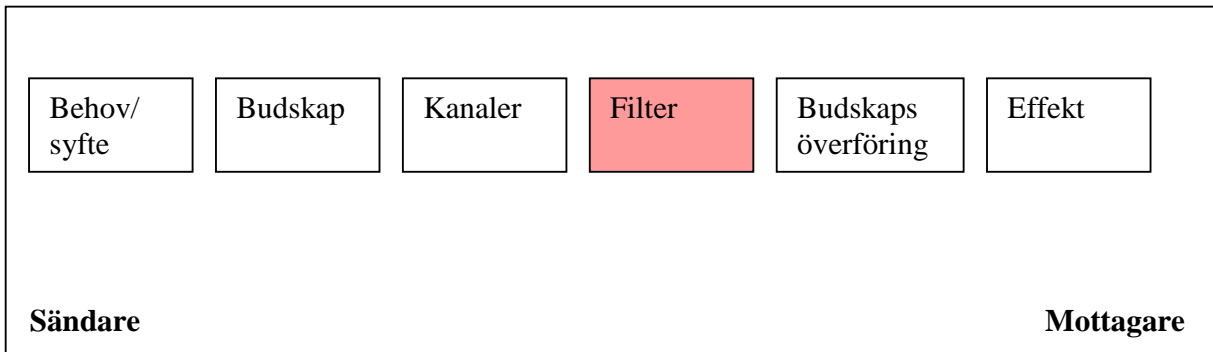 Behov/
syfte
Budskap
Kanaler
Filter
Budskaps
överföring
Effekt
Sändare
Mottagare